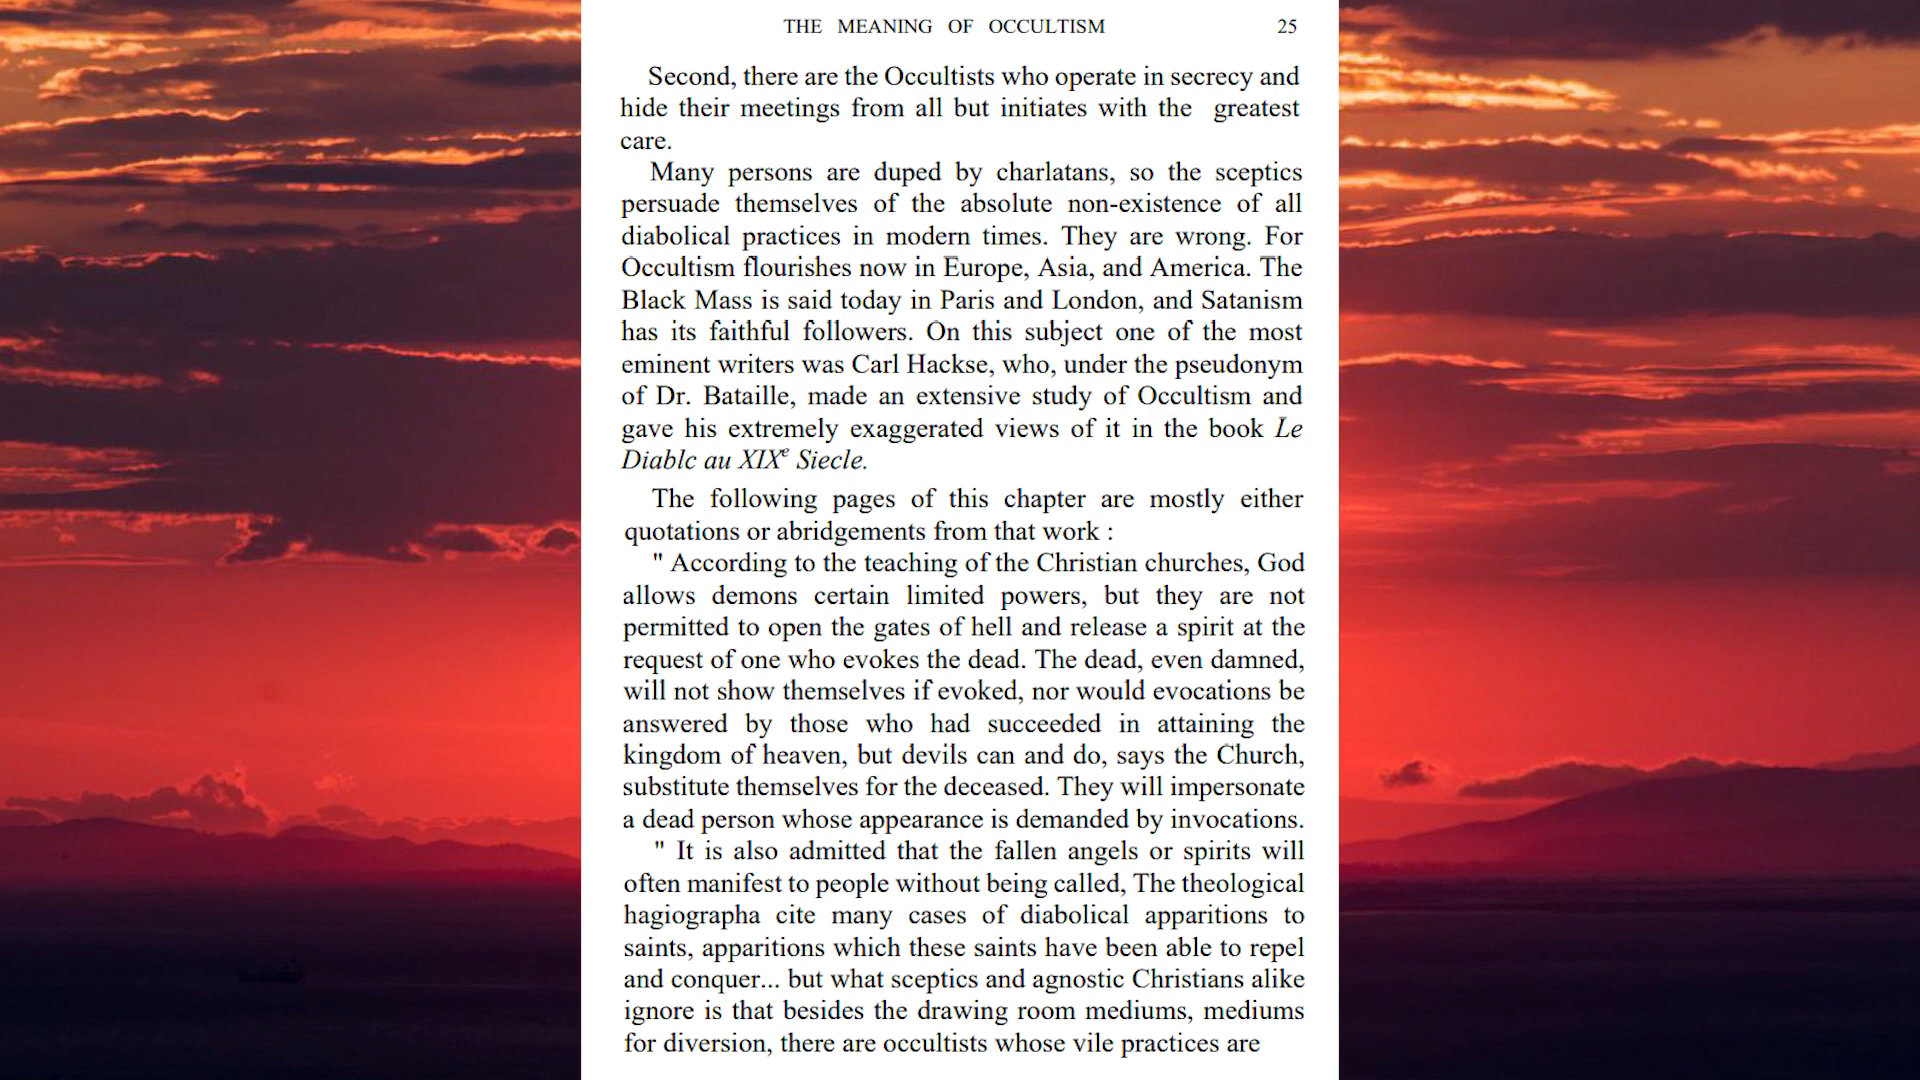 THE MEANING OF OCCULTISM 25
Second, there are the Occultists who operate in secrecy and
hide their meetings from all but initiates with the greatest
care.
Many persons are duped by charlatans, so the sceptics
persuade themselves of the absolute non-existence of all
diabolical practices in modern times. They are wrong. For
Occultism flourishes now in Europe, Asia, and America. The
Black Mass is said today in Paris and London, and Satanism
has its faithful followers. On this subject one of the most
eminent writers was Carl Hackse, who, under the pseudonym
of Dr. Bataille, made an extensive study of Occultism and
gave his extremely exaggerated views of it in the book Le
Diablc au XIXe Siecle.
The following pages of this chapter are mostly either
quotations or abridgements from that work :
" According to the teaching of the Christian churches, God
allows demons certain limited powers, but they are not
permitted to open the gates of hell and release a spirit at the
request of one who evokes the dead. The dead, even damned,
will not show themselves if evoked, nor would evocations be
answered by those who had succeeded in attaining the
kingdom of heaven, but devils can and do, says the Church,
substitute themselves for the deceased. They will impersonate
a dead person whose appearance is demanded by invocations.
" It is also admitted that the fallen angels or spirits will
often manifest to people without being called, The theological
hagiographa cite many cases of diabolical apparitions to
saints, apparitions which these saints have been able to repel
and conquer... but what sceptics and agnostic Christians alike
ignore is that besides the drawing room mediums, mediums
for diversion, there are occultists whose vile practices are